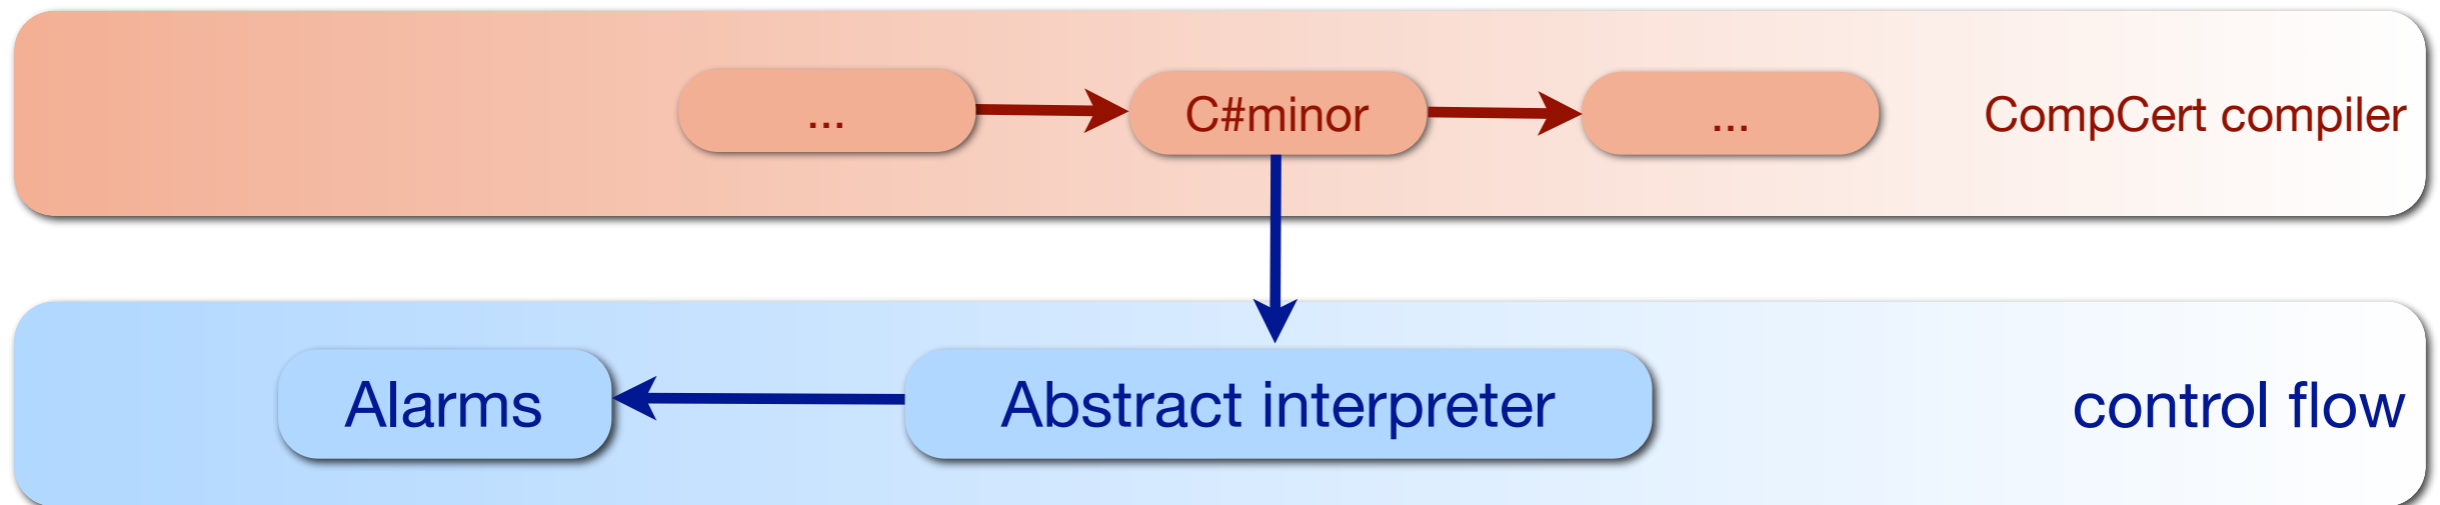 ...
C#minor
...
CompCert compiler
Alarms
Abstract interpreter
control flow